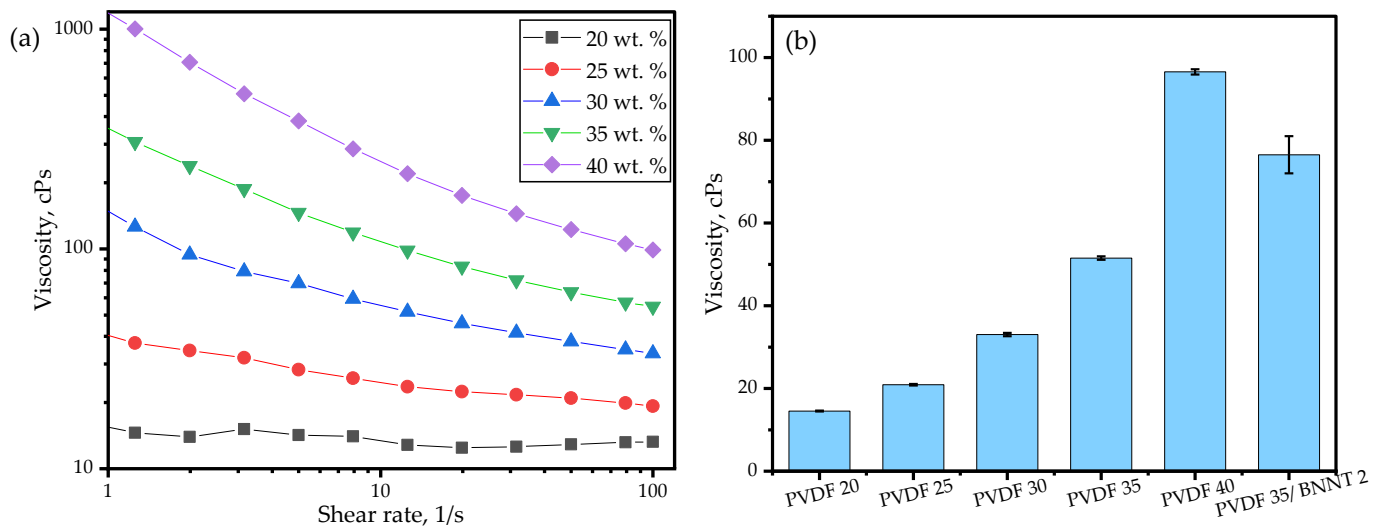 (a)
1000
100
10
Viscosity, cPs
1
10
100
Shear rate, 1/s
20 wt. %
25 wt. %
30 wt. %
35 wt. %
40 wt. %
(b)
100
80
60
40
20
0
Viscosity, cPs
PVDF 20
PVDF 25
PVDF 30
PVDF 35
PVDF 40
PVDF 35/ BNNT 2